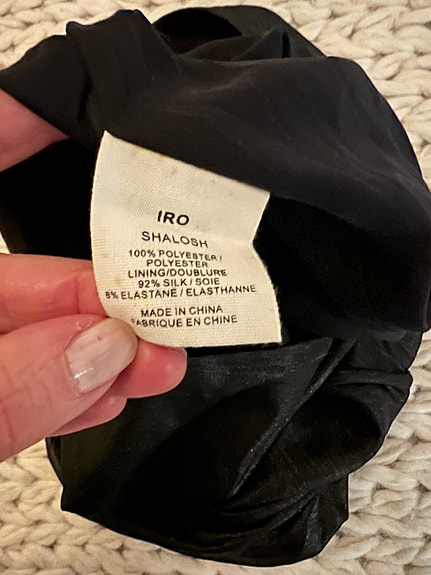 IRO
SHALOSH
100% POLYESTER /
POLYESTER
LINING/DOUBLURE
92% SILK / SOIE
8% ELASTANE / ELASTHANNE
MADE IN CHINA
FABRIQUE EN CHINE